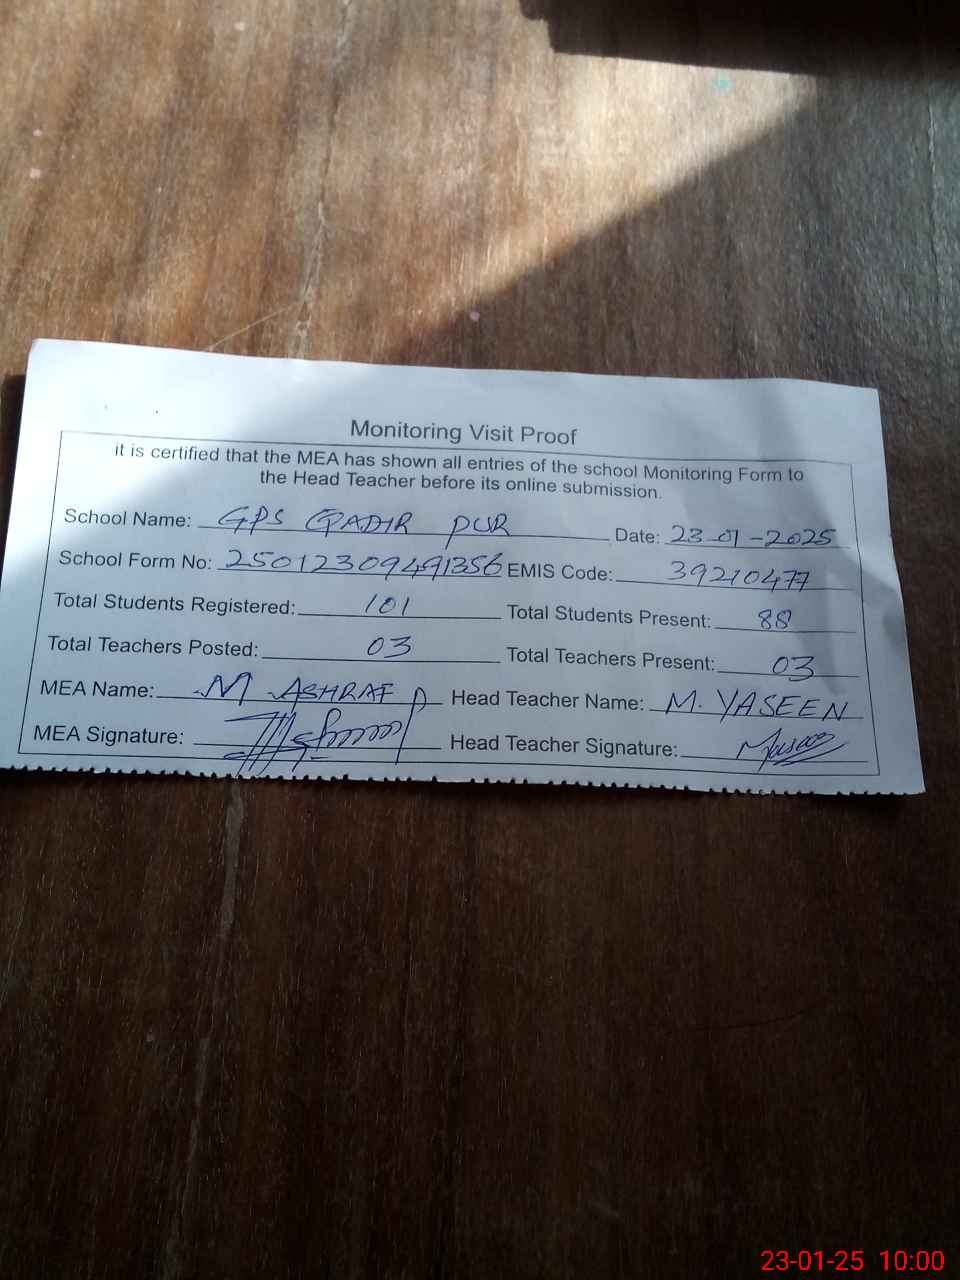 Monitoring Visit Proof
it is certified that the MEA has shown all entries of the school Monitoring Form to
the Head Teacher before its online submission.
School Name: GPS QADIR PUR Date: 23-01-2025
School Form No: 25012309491356 EMIS Code: 39210477
Total Students Registered: 101 Total Students Present: 88
Total Teachers Posted: 03 Total Teachers Present: 03
MEA Name: M ASHRAF Head Teacher Name: M. YASEEN
MEA Signature: Head Teacher Signature:
23-01-25 10:00